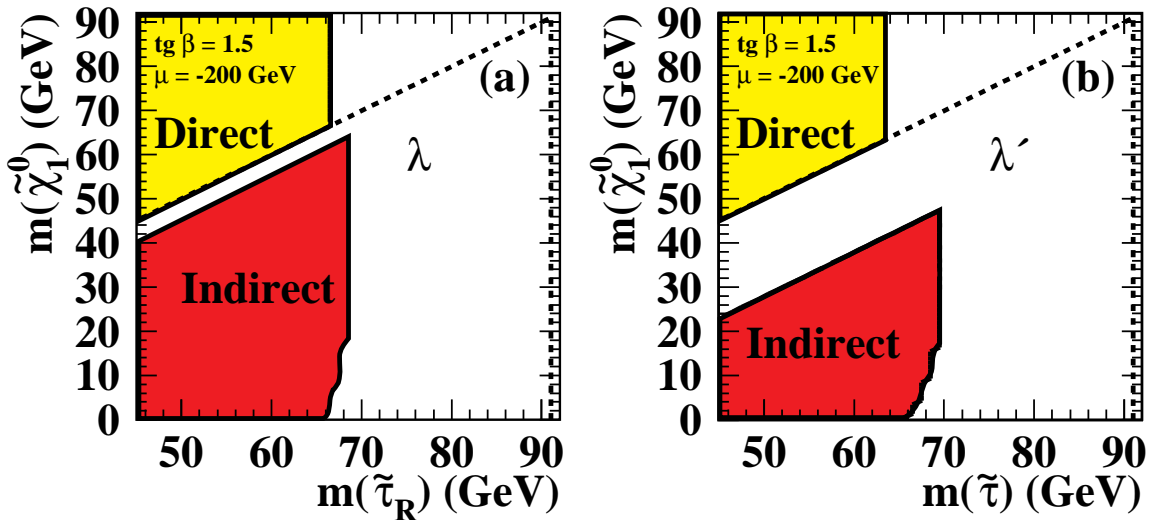 m(χ̃⁰₁) (GeV)
90
80
70
60
50
40
30
20
10
0
tg β = 1.5
μ = -200 GeV
(a)
Direct
λ
Indirect
50 60 70 80 90
m(τ̃_R) (GeV)
m(χ̃⁰₁) (GeV)
90
80
70
60
50
40
30
20
10
0
tg β = 1.5
μ = -200 GeV
(b)
Direct
λ´
Indirect
50 60 70 80 90
m(τ̃) (GeV)